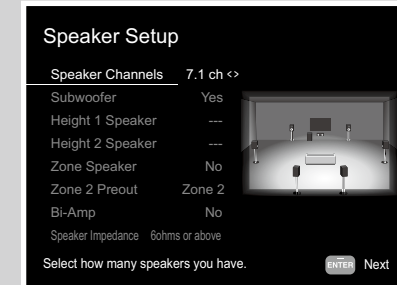 Speaker Setup
Speaker Channels 7.1 ch <>
Subwoofer Yes
Height 1 Speaker ---
Height 2 Speaker ---
Zone Speaker No
Zone 2 Preout Zone 2
Bi-Amp No
Speaker Impedance 6ohms or above
Select how many speakers you have. ENTER Next